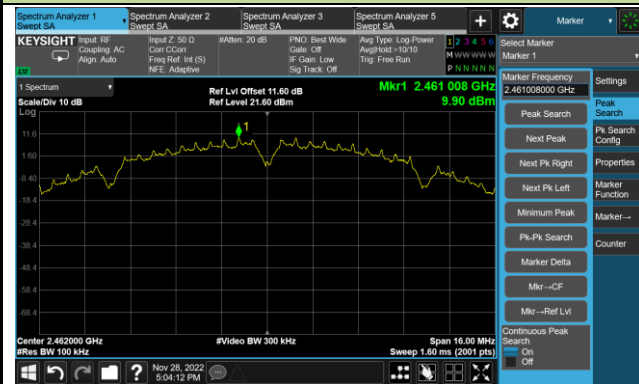 Spectrum Analyzer 1
Swept SA
Spectrum Analyzer 2
Swept SA
Spectrum Analyzer 3
Swept SA
Spectrum Analyzer 5
Swept SA
+
Marker
KEYSIGHT
Input: RF
Coupling: AC
Align: Auto
Input Z: 50 Ω
Corr CCorr
Freq Ref: Int (S)
NFE: Adaptive
#Atten: 20 dB
PNO: Best Wide
Gate: Off
IF Gain: Low
Sig Track: Off
Avg Type: Log-Power
Avg|Hold:>10/10
Trig: Free Run
1 2 3 4 5 6
M W W W W W
P N N N N N
Select Marker
Marker 1
LXI
1 Spectrum
Scale/Div 10 dB
Log
Ref Lvl Offset 11.60 dB
Ref Level 21.60 dBm
Mkr1 2.461 008 GHz
9.90 dBm
1
11.6
1.60
-8.40
-18.4
-28.4
-38.4
-48.4
-58.4
-68.4
Center 2.462000 GHz
#Res BW 100 kHz
#Video BW 300 kHz
Span 16.00 MHz
Sweep 1.60 ms (2001 pts)
Marker Frequency
2.461008000 GHz
Peak Search
Next Peak
Next Pk Right
Next Pk Left
Minimum Peak
Pk-Pk Search
Marker Delta
Mkr→CF
Mkr→Ref Lvl
Continuous Peak
Search
On
Off
Settings
Peak
Search
Pk Search
Config
Properties
Marker
Function
Marker→
Counter
?
Nov 28, 2022
5:04:12 PM